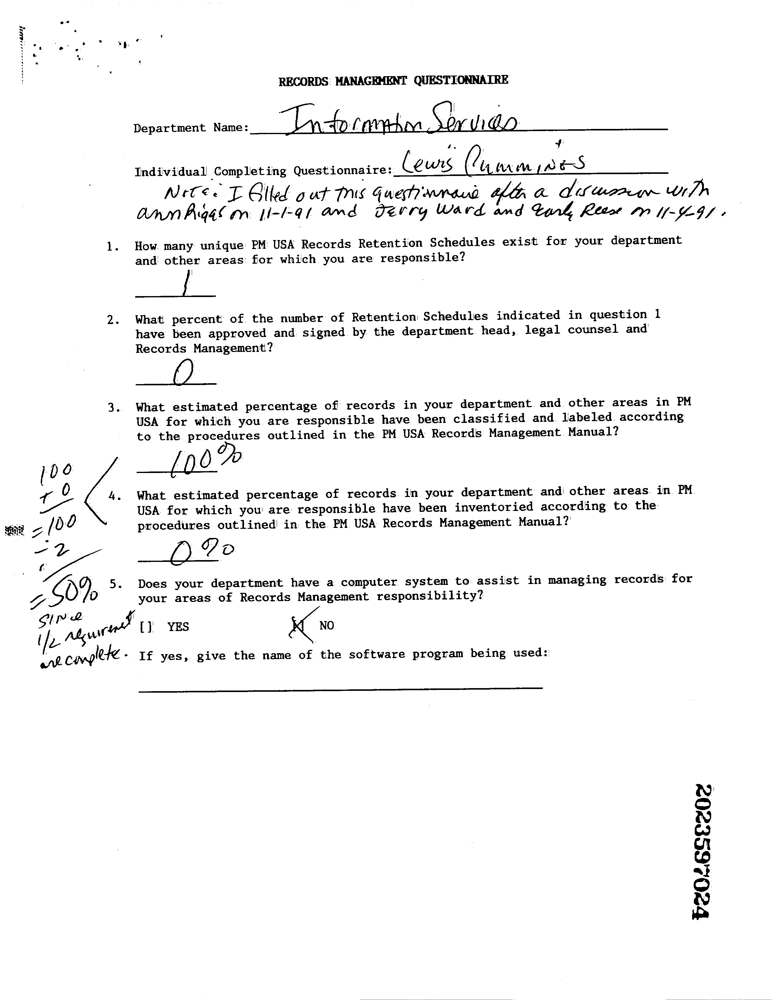 RECORDS MANAGEMENT QUESTIONNAIRE
Department Name: Information Services
Individual Completing Questionnaire: Lewis Cummings
Note: I filled out this questionnaire after a discussion with
Ann Riggs on 11-1-91 and Jerry Ward and Early Reese on 11-4-91.
1. How many unique PM USA Records Retention Schedules exist for your department
and other areas for which you are responsible?
1
2. What percent of the number of Retention Schedules indicated in question 1
have been approved and signed by the department head, legal counsel and
Records Management?
0
3. What estimated percentage of records in your department and other areas in PM
USA for which you are responsible have been classified and labeled according
to the procedures outlined in the PM USA Records Management Manual?
100%
4. What estimated percentage of records in your department and other areas in PM
USA for which you are responsible have been inventoried according to the
procedures outlined in the PM USA Records Management Manual?
0%
100
+ 0
= 100
÷ 2
= 50%
since
1/2 requirement
are complete.
5. Does your department have a computer system to assist in managing records for
your areas of Records Management responsibility?
[ ] YES [X] NO
If yes, give the name of the software program being used:
2023597024